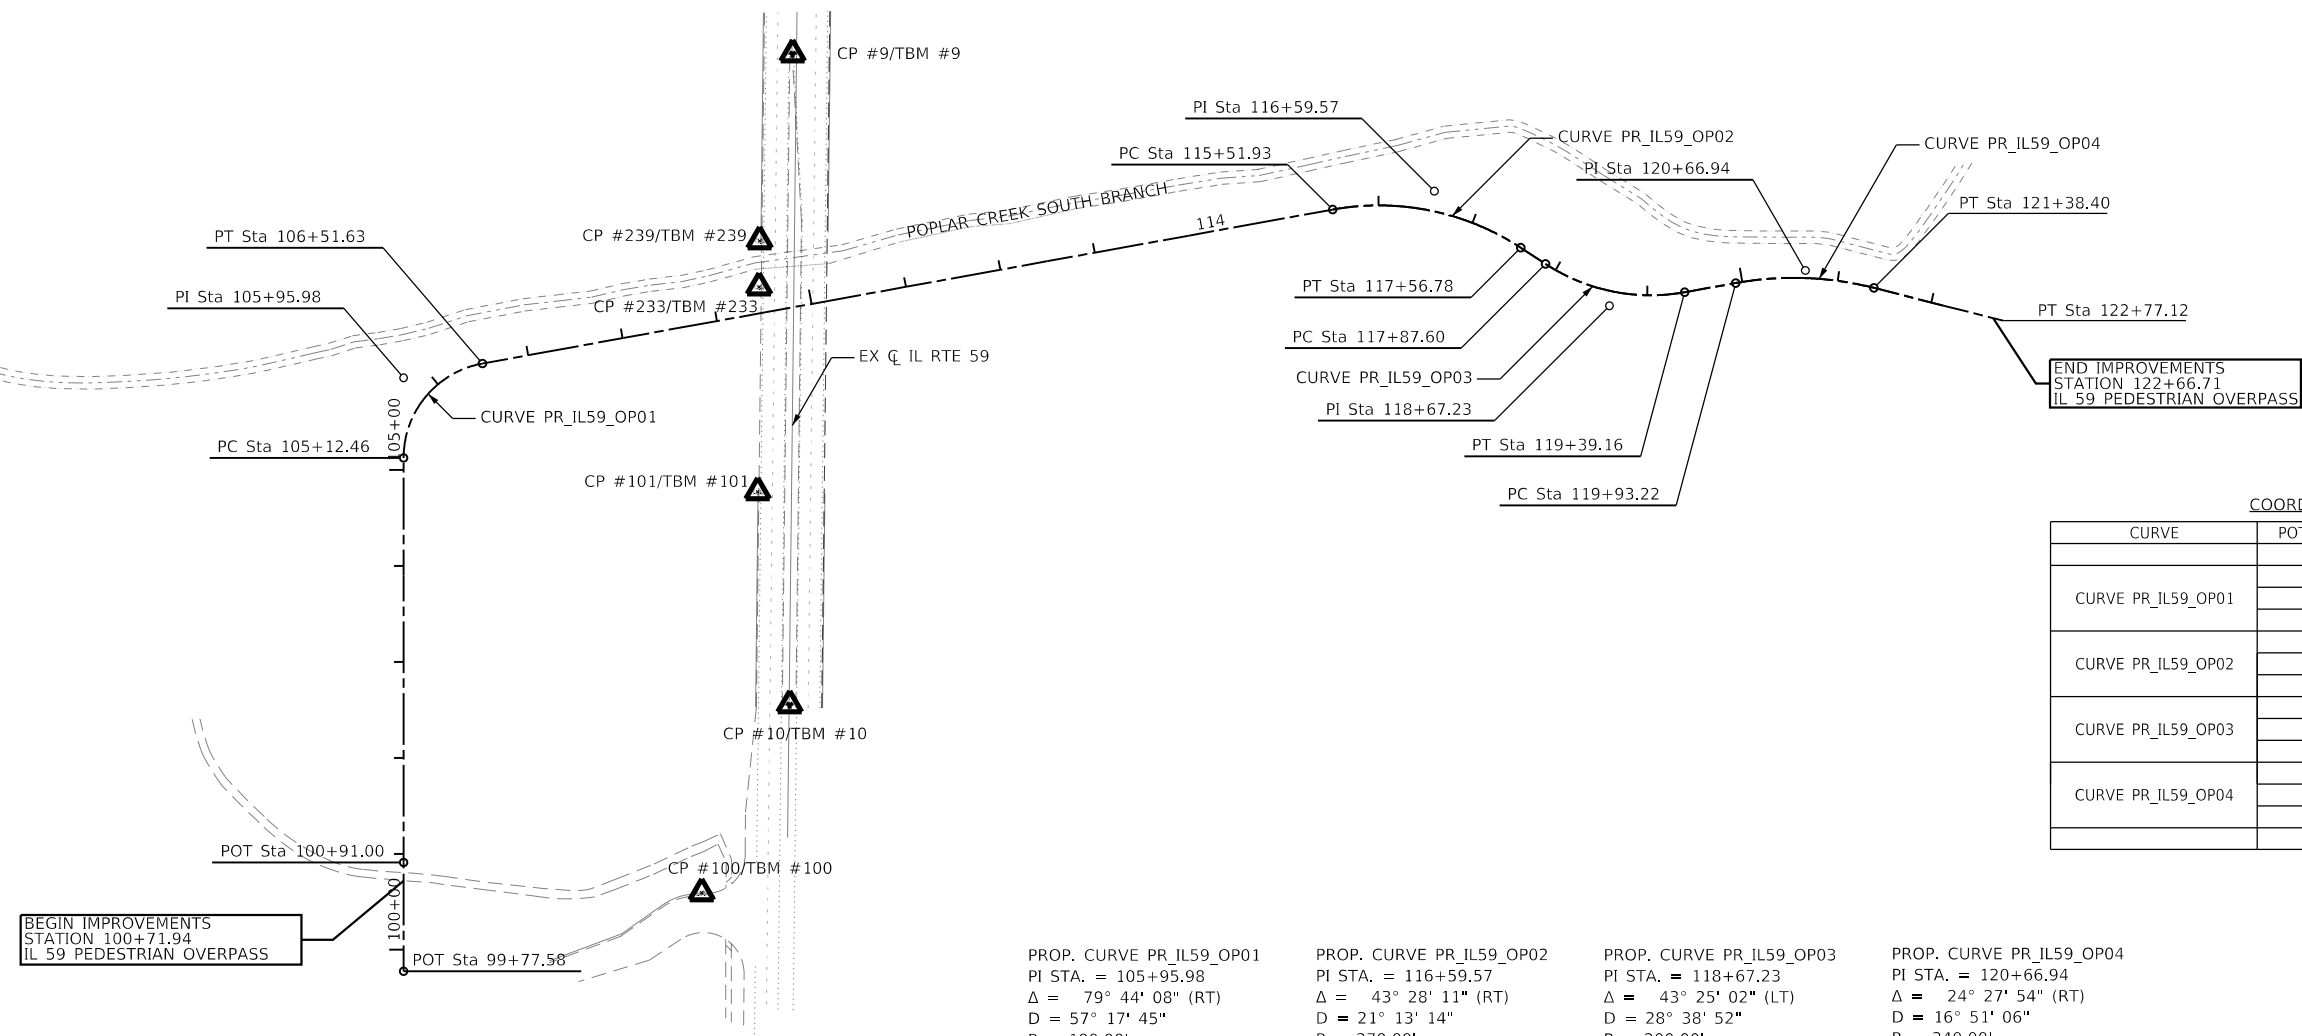 CP #9/TBM #9
PI Sta 116+59.57
CURVE PR_IL59_OP02
PC Sta 115+51.93
CURVE PR_IL59_OP04
PI Sta 120+66.94
PT Sta 121+38.40
POPLAR CREEK SOUTH BRANCH
114
CP #239/TBM #239
PT Sta 106+51.63
PT Sta 117+56.78
PI Sta 105+95.98
CP #233/TBM #233
PT Sta 122+77.12
PC Sta 117+87.60
EX ℄ IL RTE 59
END IMPROVEMENTS
STATION 122+66.71
IL 59 PEDESTRIAN OVERPASS
CURVE PR_IL59_OP03
PI Sta 118+67.23
CURVE PR_IL59_OP01
105+00
PC Sta 105+12.46
PT Sta 119+39.16
CP #101/TBM #101
PC Sta 119+93.22
COORD
CURVE POT
CURVE PR_IL59_OP01
CURVE PR_IL59_OP02
CURVE PR_IL59_OP03
CURVE PR_IL59_OP04
CP #10/TBM #10
POT Sta 100+91.00
CP #100/TBM #100
100+00
BEGIN IMPROVEMENTS
STATION 100+71.94
IL 59 PEDESTRIAN OVERPASS
POT Sta 99+77.58
PROP. CURVE PR_IL59_OP01
PI STA. = 105+95.98
Δ = 79° 44' 08" (RT)
D = 57° 17' 45"
PROP. CURVE PR_IL59_OP02
PI STA. = 116+59.57
Δ = 43° 28' 11" (RT)
D = 21° 13' 14"
PROP. CURVE PR_IL59_OP03
PI STA. = 118+67.23
Δ = 43° 25' 02" (LT)
D = 28° 38' 52"
PROP. CURVE PR_IL59_OP04
PI STA. = 120+66.94
Δ = 24° 27' 54" (RT)
D = 16° 51' 06"